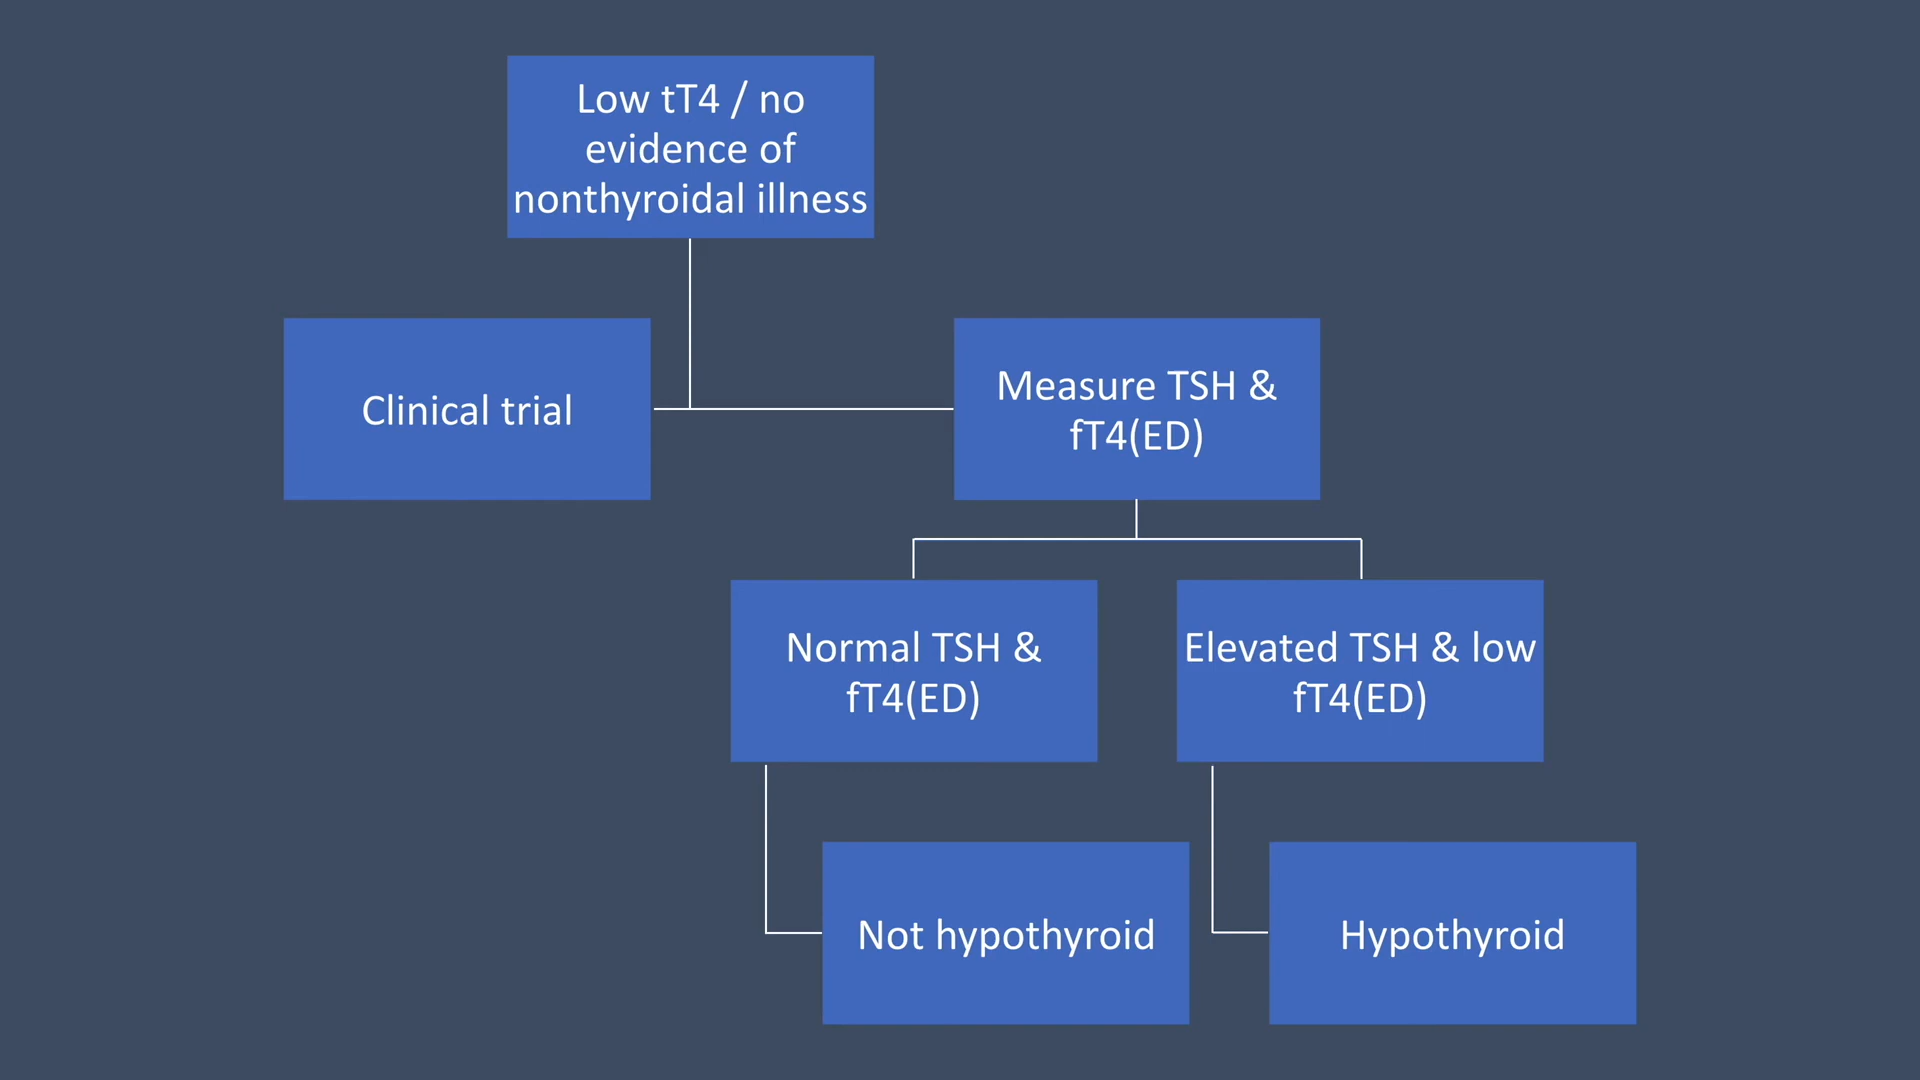 Low tT4 / no
evidence of
nonthyroidal illness
Clinical trial
Measure TSH &
fT4(ED)
Normal TSH &
fT4(ED)
Elevated TSH & low
fT4(ED)
Not hypothyroid
Hypothyroid